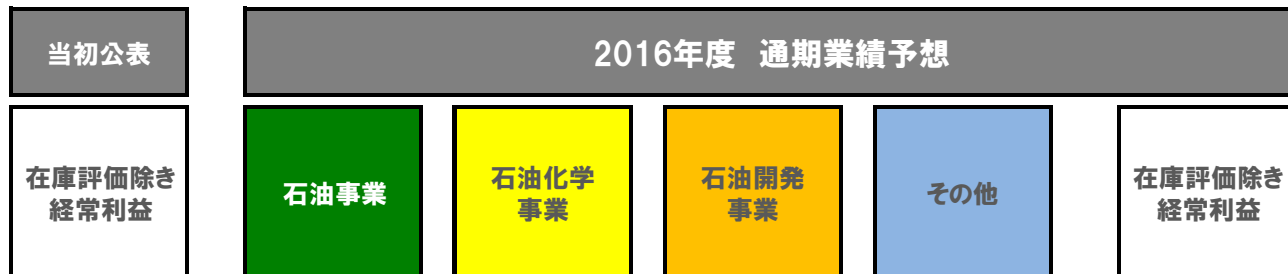 当初公表
2016年度 通期業績予想
在庫評価除き
経常利益
石油事業
石油化学
事業
石油開発
事業
その他
在庫評価除き
経常利益